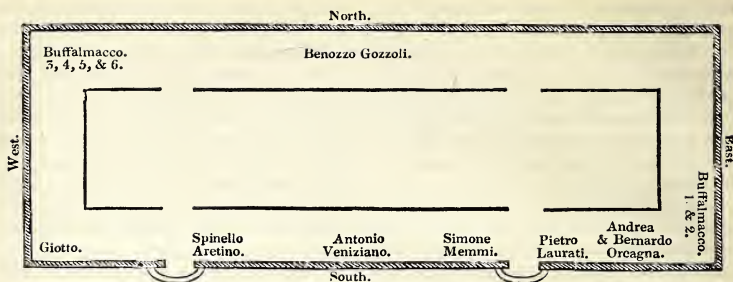 North.
Buffalmacco.
3, 4, 5, & 6.
Benozzo Gozzoli.
West.
East.
Buffalmacco.
1 & 2.
Giotto.
Spinello
Aretino.
Antonio
Veniziano.
Simone
Memmi.
Pietro
Laurati.
Andrea
& Bernardo
Orcagna.
South.